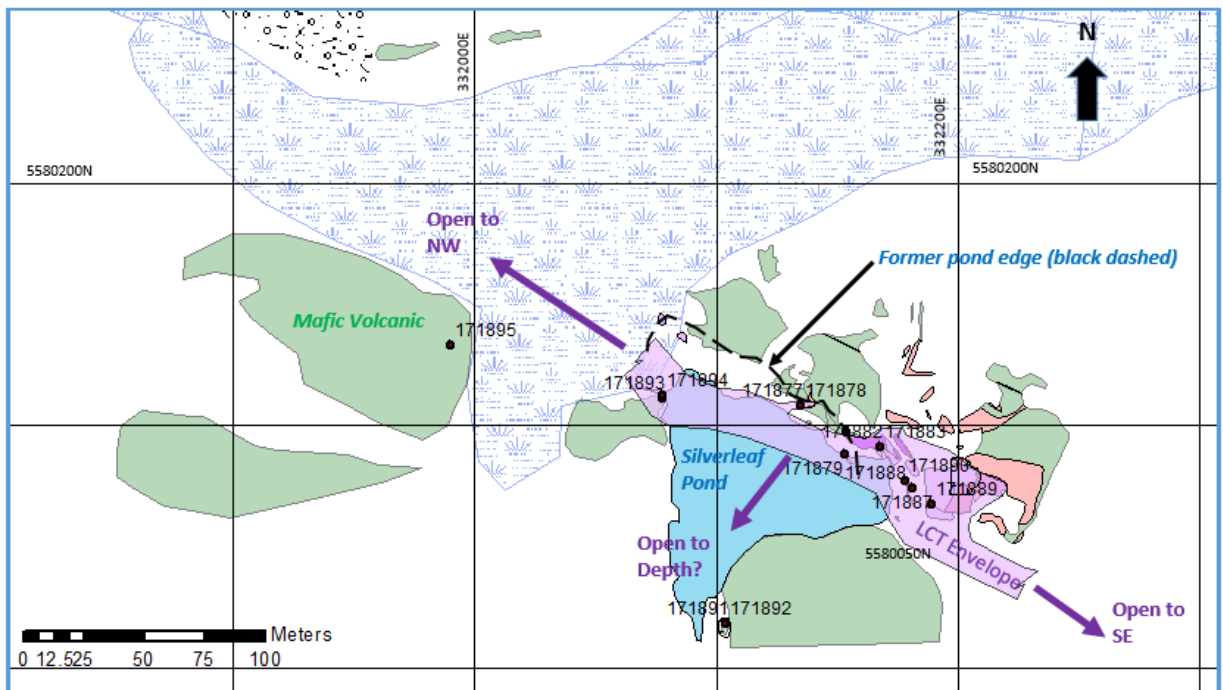 N
332000E
332200E
5580200N
5580200N
Open to
NW
Former pond edge (black dashed)
Mafic Volcanic
171895
171893
171894
171877
171878
171882
171883
Silverleaf
Pond
171879
171888
171890
171887
171889
LCT Envelope
5580050N
Open to
Depth?
171891
171892
Open to
SE
Meters
0 12.525 50 75 100